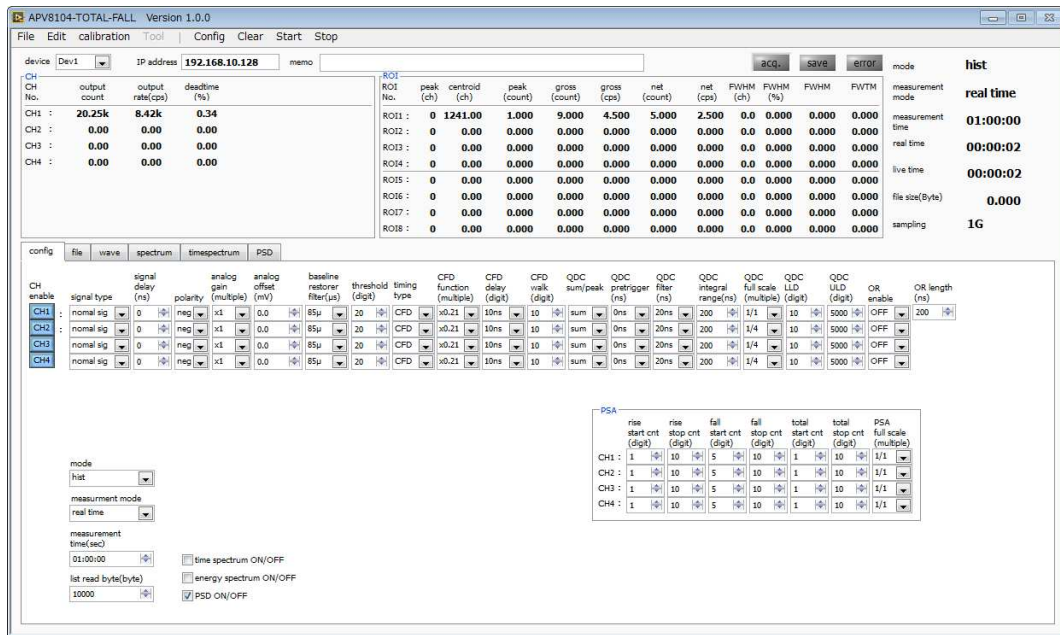 APV8104-TOTAL-FALL Version 1.0.0
File Edit calibration Tool | Config Clear Start Stop
device Dev1 IP address 192.168.10.128 memo acq. save error
mode hist
measurement mode real time
measurement time 01:00:00
real time 00:00:02
live time 00:00:02
file size(Byte) 0.000
sampling 1G
CH
CH No. output count output rate(cps) deadtime (%)
CH1 : 20.25k 8.42k 0.34
CH2 : 0.00 0.00 0.00
CH3 : 0.00 0.00 0.00
CH4 : 0.00 0.00 0.00
ROI
ROI No. peak (ch) centroid (ch) peak (count) gross (count) gross (cps) net (count) net (cps) FWHM (ch) FWHM (%) FWHM FWTM
ROI1 : 0 1241.00 1.000 9.000 4.500 5.000 2.500 0.0 0.000 0.000 0.000
ROI2 : 0 0.00 0.000 0.000 0.000 0.000 0.000 0.0 0.000 0.000 0.000
ROI3 : 0 0.00 0.000 0.000 0.000 0.000 0.000 0.0 0.000 0.000 0.000
ROI4 : 0 0.00 0.000 0.000 0.000 0.000 0.000 0.0 0.000 0.000 0.000
ROI5 : 0 0.00 0.000 0.000 0.000 0.000 0.000 0.0 0.000 0.000 0.000
ROI6 : 0 0.00 0.000 0.000 0.000 0.000 0.000 0.0 0.000 0.000 0.000
ROI7 : 0 0.00 0.000 0.000 0.000 0.000 0.000 0.0 0.000 0.000 0.000
ROI8 : 0 0.00 0.000 0.000 0.000 0.000 0.000 0.0 0.000 0.000 0.000
config file wave spectrum timespectrum PSD
CH enable signal type signal delay (ns) polarity analog gain (multiple) analog offset (mV) baseline restorer filter(μs) threshold (digit) timing type CFD function (multiple) CFD delay (digit) CFD walk (digit) QDC sum/peak QDC pretrigger (ns) QDC filter (ns) QDC integral range(ns) QDC full scale (multiple) QDC LLD (digit) QDC ULD (digit) OR enable OR length (ns)
CH1 : nomal sig 0 neg x1 0.0 85μ 20 CFD x0.21 10ns 10 sum 0ns 20ns 200 1/1 10 5000 OFF 200
CH2 : nomal sig 0 neg x1 0.0 85μ 20 CFD x0.21 10ns 10 sum 0ns 20ns 200 1/4 10 5000 OFF
CH3 nomal sig 0 neg x1 0.0 85μ 20 CFD x0.21 10ns 10 sum 0ns 20ns 200 1/4 10 5000 OFF
CH4 nomal sig 0 neg x1 0.0 85μ 20 CFD x0.21 10ns 10 sum 0ns 20ns 200 1/4 10 5000 OFF
PSA
rise start cnt (digit) rise stop cnt (digit) fall start cnt (digit) fall stop cnt (digit) total start cnt (digit) total stop cnt (digit) PSA full scale (multiple)
CH1 : 1 10 5 10 1 10 1/1
CH2 : 1 10 5 10 1 10 1/1
CH3 : 1 10 5 10 1 10 1/1
CH4 : 1 10 5 10 1 10 1/1
mode
hist
measurment mode
real time
measurement
time(sec)
01:00:00 time spectrum ON/OFF
list read byte(byte) energy spectrum ON/OFF
10000 PSD ON/OFF